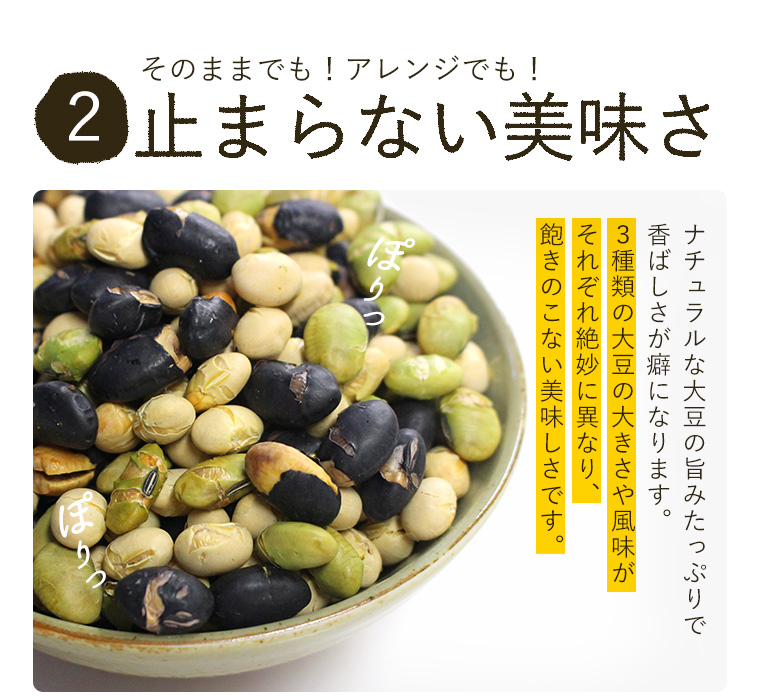 そのままでも！アレンジでも！
2
止まらない美味さ
ナチュラルな大豆の旨みたっぷりで
香ばしさが癖になります。
３種類の大豆の大きさや風味が
それぞれ絶妙に異なり、
飽きのこない美味しさです。
ぽりっ
ぽりっ